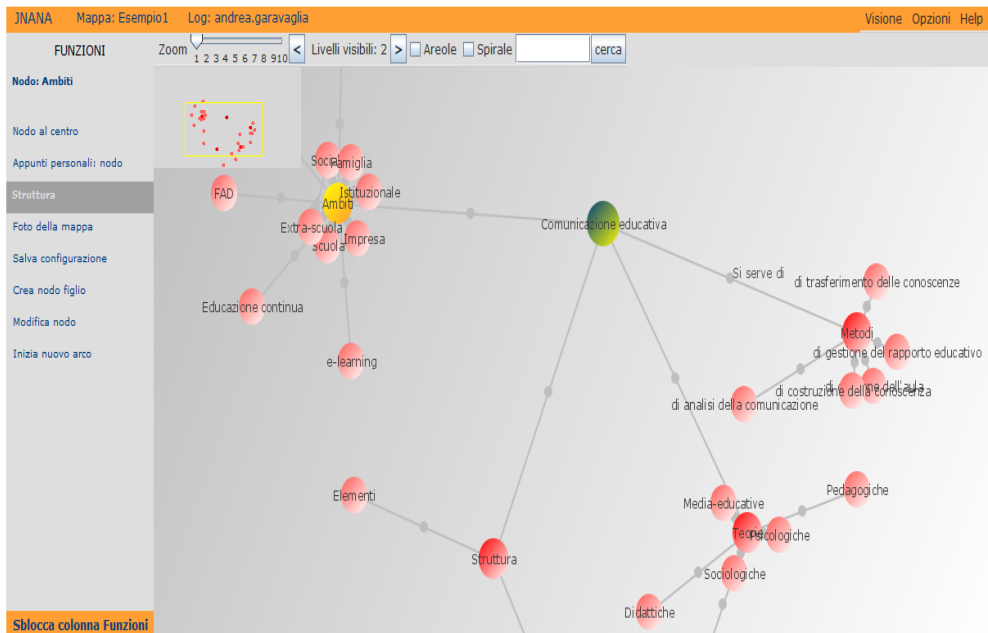 JNANA Mappa: Esempio1 Log: andrea.garavaglia Visione Opzioni Help
FUNZIONI
Zoom 1 2 3 4 5 6 7 8 9 10 < Livelli visibili: 2 > Areole Spirale cerca
Nodo: Ambiti
Nodo al centro
Appunti personali: nodo
Struttura
Foto della mappa
Salva configurazione
Crea nodo figlio
Modifica nodo
Inizia nuovo arco
Sblocca colonna Funzioni
Famiglia
FAD
Istituzionale
Ambiti
Extra-scuola
Impresa
Scuola
Educazione continua
e-learning
Comunicazione educativa
Si serve di
di trasferimento delle conoscenze
Metodi
di gestione del rapporto educativo
di costruzione della conoscenza
dell'aula
di analisi della comunicazione
Elementi
Struttura
Media-educative
Pedagogiche
Teorie
Psicologiche
Sociologiche
Didattiche